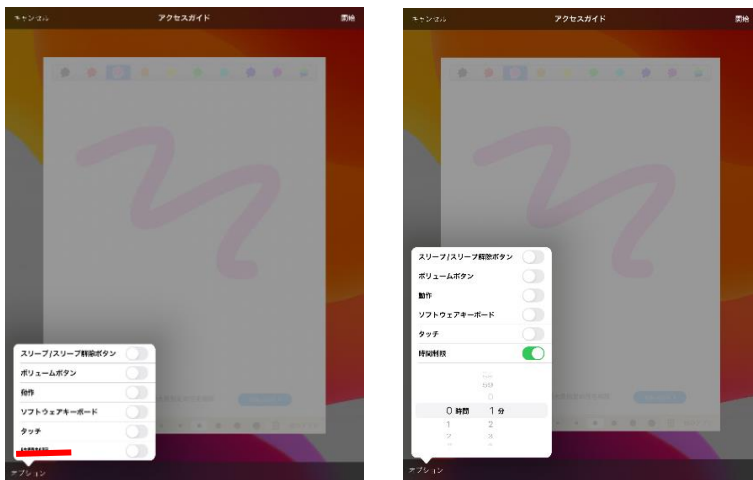 キャンセル アクセスガイド 開始
スリープ/スリープ解除ボタン
ボリュームボタン
動作
ソフトウェアキーボード
タッチ
オプション
キャンセル アクセスガイド 開始
スリープ/スリープ解除ボタン
ボリュームボタン
動作
ソフトウェアキーボード
タッチ
時間制限
59
0
0 時間 1 分
1 2
2 3
オプション